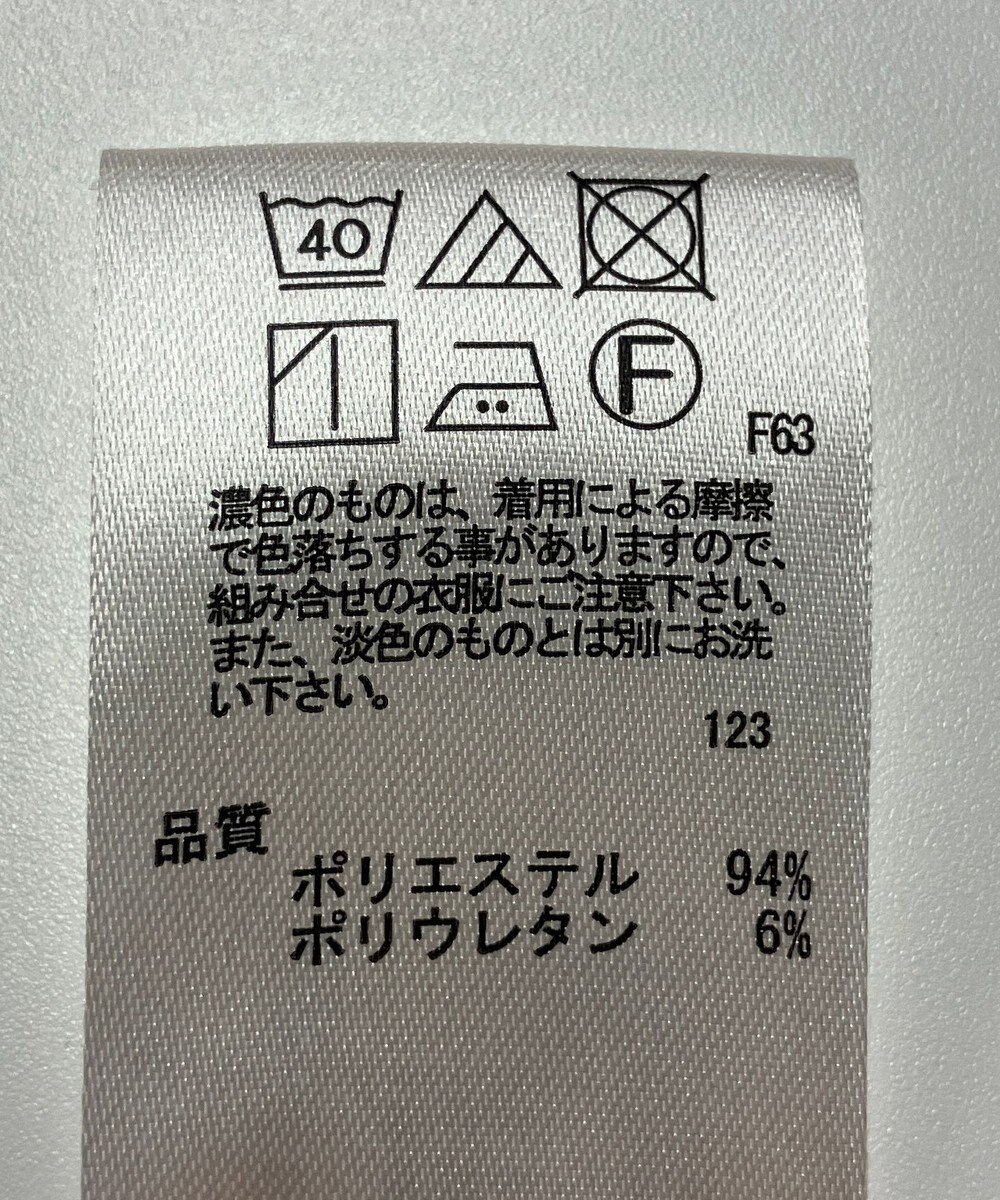 40
F
F63
濃色のものは、着用による摩擦
で色落ちする事がありますので、
組み合せの衣服にご注意下さい。
また、淡色のものとは別にお洗
い下さい。
123
品質
ポリエステル 94%
ポリウレタン 6%